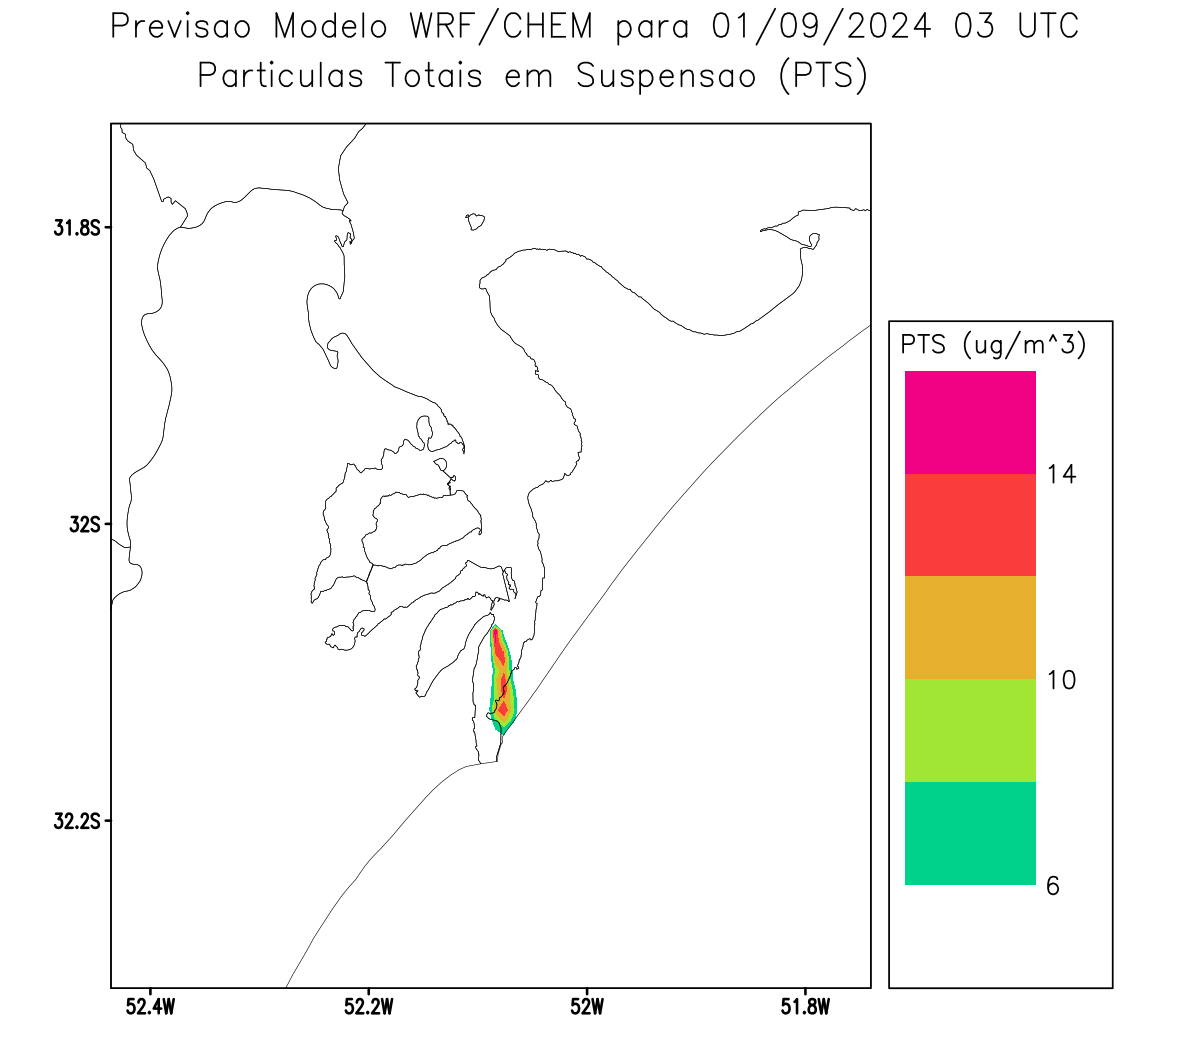 Previsao Modelo WRF/CHEM para 01/09/2024 03 UTC
Particulas Totais em Suspensao (PTS)
31.8S
32S
32.2S
52.4W
52.2W
52W
51.8W
PTS (ug/m^3)
14
10
6